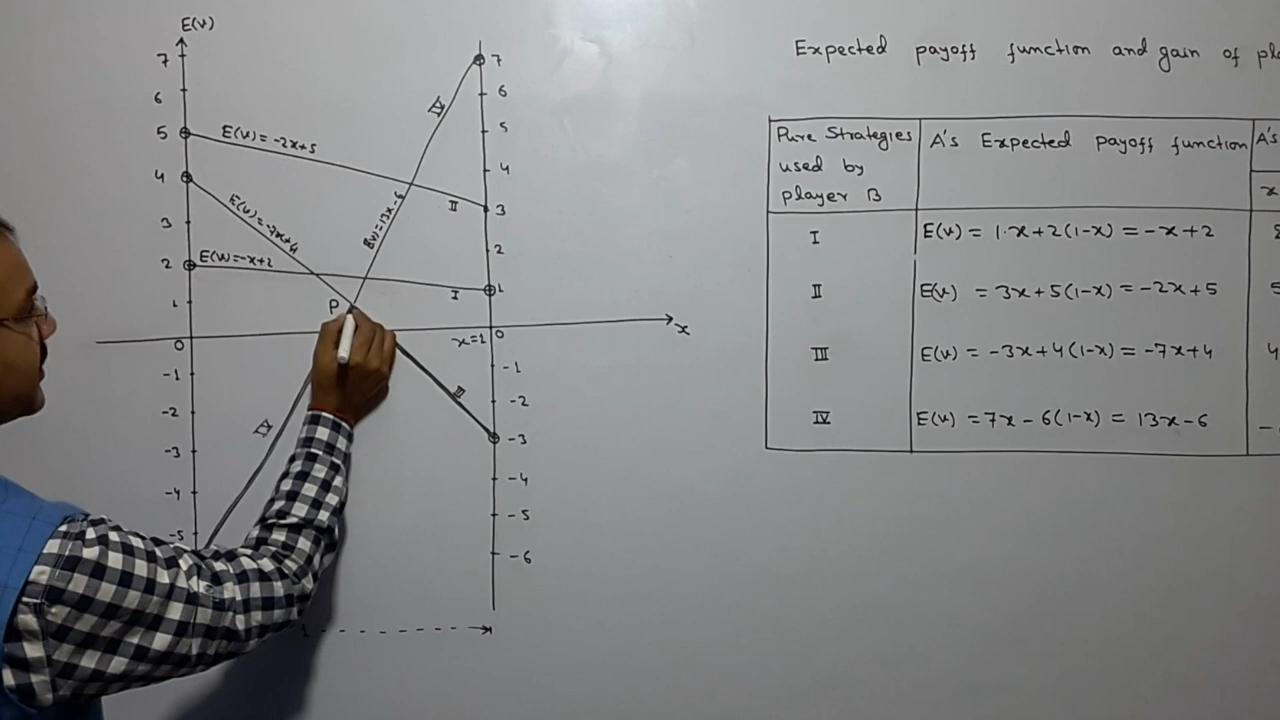 E(v)
7
6
5
4
3
2
1
0
-1
-2
-3
-4
-5
E(v) = -2x+5
E(v) = -7x+4
E(v) = -x+2
IV
II
I
P
III
IV
x=1
7
6
5
4
3
2
1
0
-1
-2
-3
-4
-5
-6
x
Expected payoff function and gain of
Pure Strategies used by player B
A's Expected payoff function
A's
x
I
E(v) = 1·x+2(1-x) = -x+2
II
E(v) = 3x+5(1-x) = -2x+5
III
E(v) = -3x+4(1-x) = -7x+4
4
IV
E(v) = 7x-6(1-x) = 13x-6